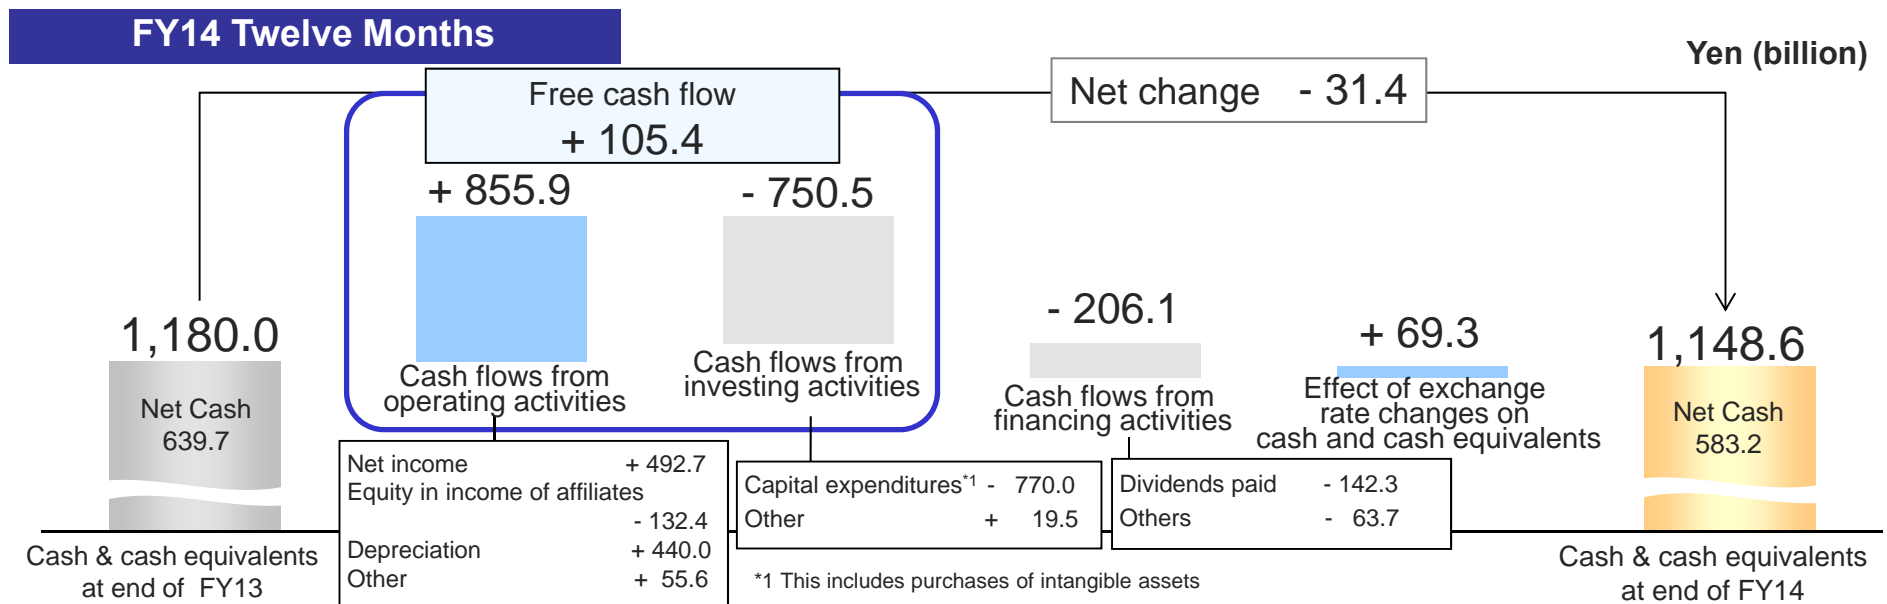 FY14 Twelve Months
Yen (billion)
Free cash flow
+ 105.4
Net change - 31.4
+ 855.9
- 750.5
1,180.0
Net Cash
639.7
Cash flows from
operating activities
Cash flows from
investing activities
- 206.1
Cash flows from
financing activities
+ 69.3
Effect of exchange
rate changes on
cash and cash equivalents
1,148.6
Net Cash
583.2
Net income + 492.7
Equity in income of affiliates
- 132.4
Depreciation + 440.0
Other + 55.6
Capital expenditures*1 - 770.0
Other + 19.5
Dividends paid - 142.3
Others - 63.7
Cash & cash equivalents
at end of FY13
*1 This includes purchases of intangible assets
Cash & cash equivalents
at end of FY14